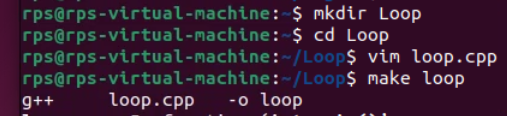 rps@rps-virtual-machine:~$ mkdir Loop
rps@rps-virtual-machine:~$ cd Loop
rps@rps-virtual-machine:~/Loop$ vim loop.cpp
rps@rps-virtual-machine:~/Loop$ make loop
g++     loop.cpp   -o loop